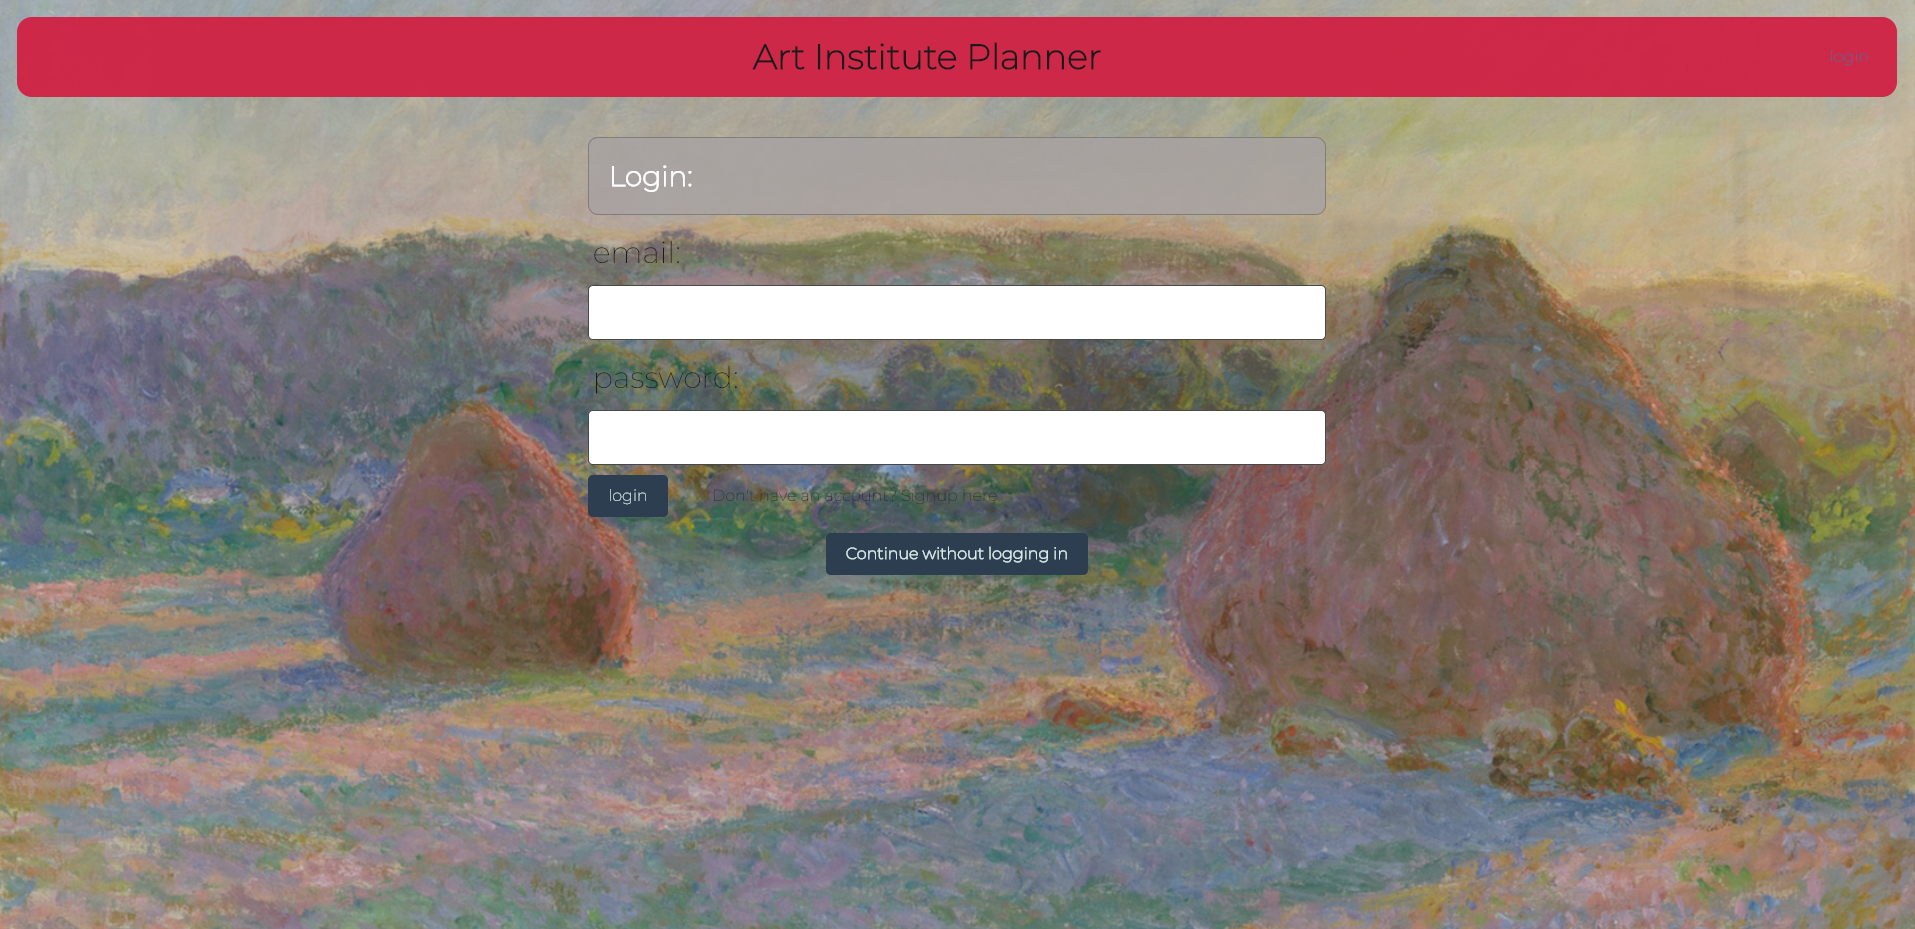 Art Institute Planner
login
Login:
email:
password:
login
Don't have an account? Signup here.
Continue without logging in